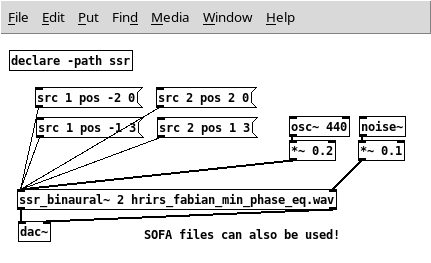 File Edit Put Find Media Window Help
declare -path ssr
src 1 pos -2 0 src 2 pos 2 0
src 1 pos -1 3 src 2 pos 1 3 osc~ 440 noise~
*~ 0.2 *~ 0.1
ssr_binaural~ 2 hrirs_fabian_min_phase_eq.wav
dac~ SOFA files can also be used!